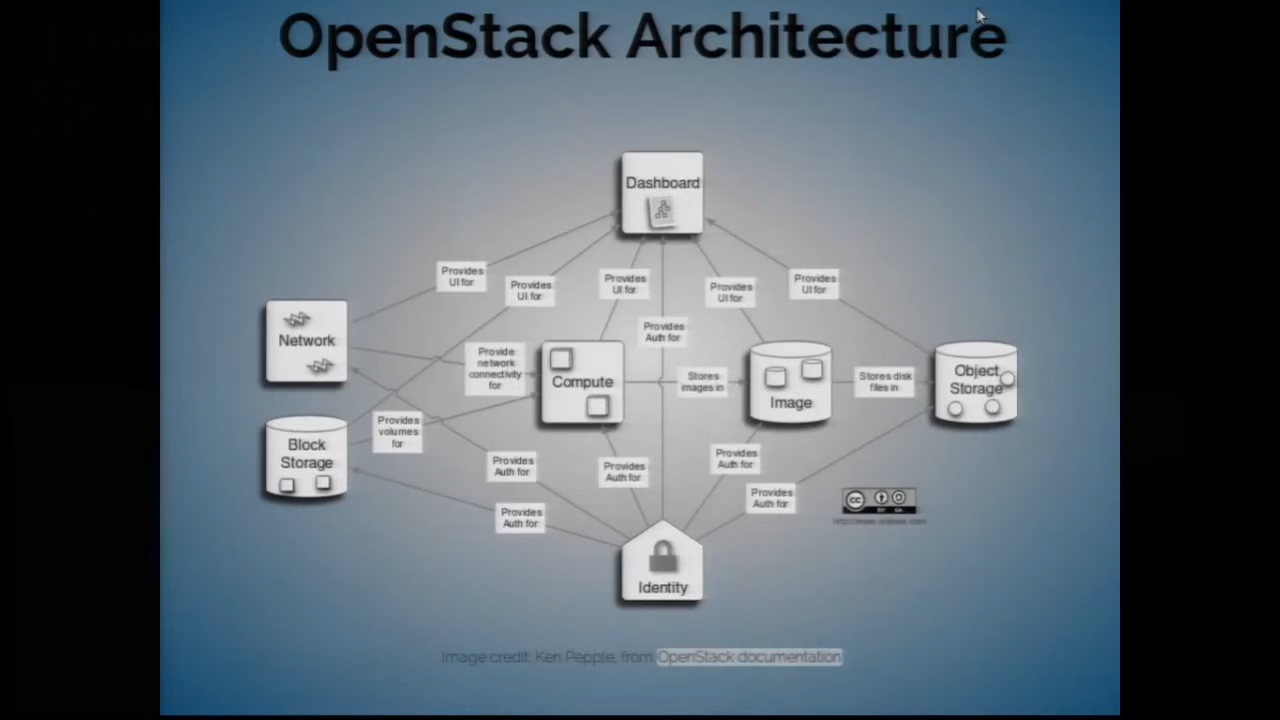 OpenStack Architecture
Dashboard
Provides
UI for
Provides
UI for
Provides
UI for
Provides
UI for
Provides
UI for
Provides
Auth for
Network
Provide
network
connectivity
for
Compute
Stores
images in
Image
Stores disk
files in
Object
Storage
Block
Storage
Provides
volumes
for
Provides
Auth for
Provides
Auth for
Provides
Auth for
Provides
Auth for
Provides
Auth for
cc
BY SA
Identity
Image credit: Ken Pepple, from OpenStack documentation